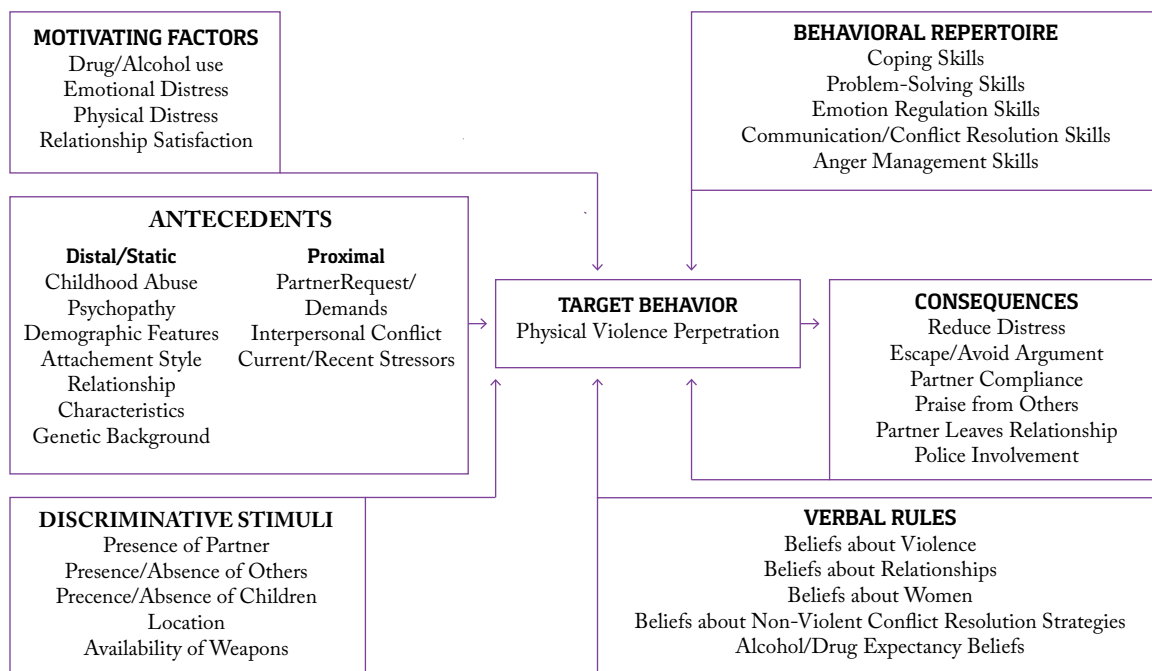 MOTIVATING FACTORS
Drug/Alcohol use
Emotional Distress
Physical Distress
Relationship Satisfaction
BEHAVIORAL REPERTOIRE
Coping Skills
Problem-Solving Skills
Emotion Regulation Skills
Communication/Conflict Resolution Skills
Anger Management Skills
ANTECEDENTS
Distal/Static
Childhood Abuse
Psychopathy
Demographic Features
Attachement Style
Relationship
Characteristics
Genetic Background
Proximal
PartnerRequest/
Demands
Interpersonal Conflict
Current/Recent Stressors
TARGET BEHAVIOR
Physical Violence Perpetration
CONSEQUENCES
Reduce Distress
Escape/Avoid Argument
Partner Compliance
Praise from Others
Partner Leaves Relationship
Police Involvement
DISCRIMINATIVE STIMULI
Presence of Partner
Presence/Absence of Others
Precence/Absence of Children
Location
Availability of Weapons
VERBAL RULES
Beliefs about Violence
Beliefs about Relationships
Beliefs about Women
Beliefs about Non-Violent Conflict Resolution Strategies
Alcohol/Drug Expectancy Beliefs